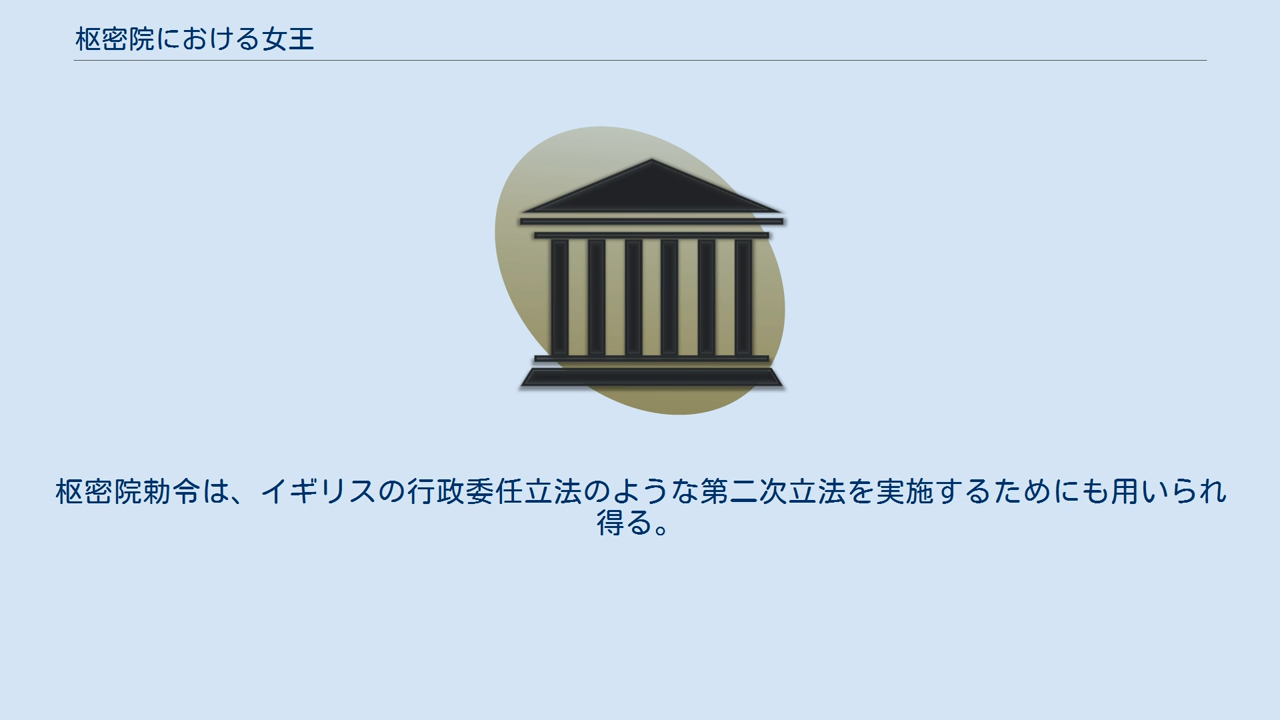 枢密院における女王
枢密院勅令は、イギリスの行政委任立法のような第二次立法を実施するためにも用いられ
得る。